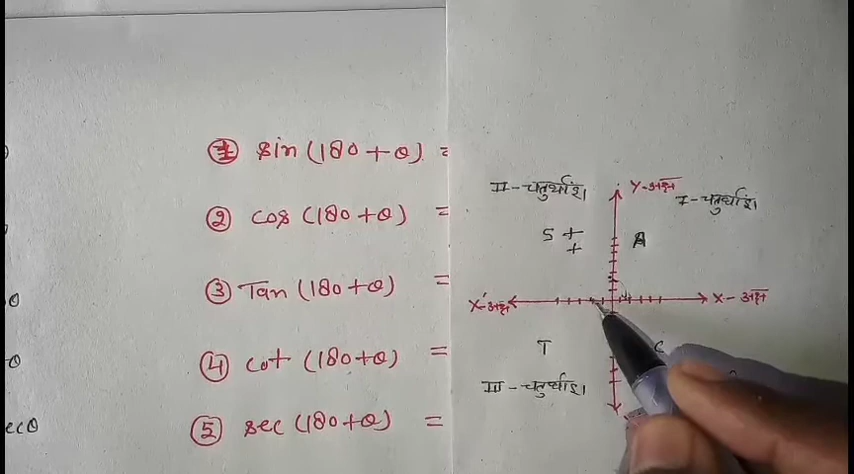 ① sin (180 + θ) =
② cos (180 + θ) =
③ Tan (180 + θ) =
④ cot (180 + θ) =
⑤ sec (180 + θ) =
θ
θ
ecθ
Y-अक्ष
II - चतुर्थांश
I - चतुर्थांश
S + A
+
X'-अक्ष
X - अक्ष
T C
III - चतुर्थांश